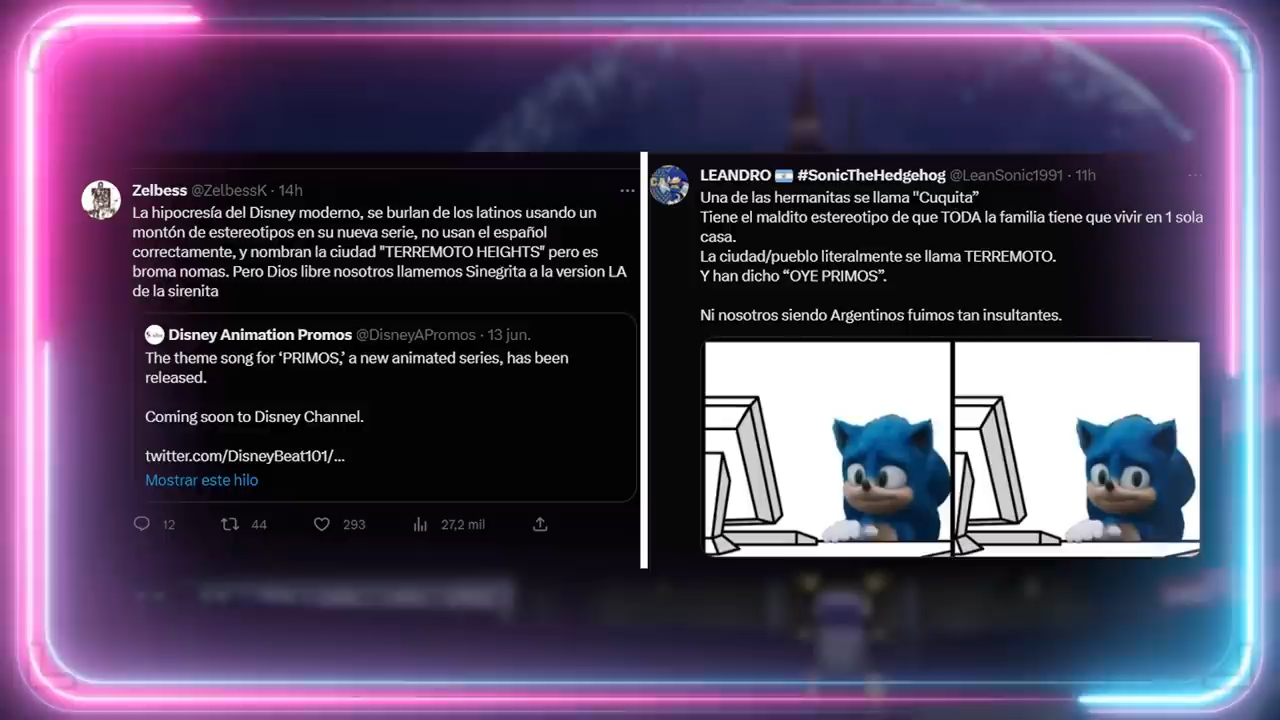 Zelbess @ZelbessK · 14h
La hipocresía del Disney moderno, se burlan de los latinos usando un
montón de estereotipos en su nueva serie, no usan el español
correctamente, y nombran la ciudad "TERREMOTO HEIGHTS" pero es
broma nomas. Pero Dios libre nosotros llamemos Sinegrita a la version LA
de la sirenita
Disney Animation Promos @DisneyAPromos · 13 jun.
The theme song for ‘PRIMOS,’ a new animated series, has been
released.
Coming soon to Disney Channel.
twitter.com/DisneyBeat101/...
Mostrar este hilo
12 44 293 27,2 mil
LEANDRO #SonicTheHedgehog @LeanSonic1991 · 11h
Una de las hermanitas se llama "Cuquita”
Tiene el maldito estereotipo de que TODA la familia tiene que vivir en 1 sola
casa.
La ciudad/pueblo literalmente se llama TERREMOTO.
Y han dicho “OYE PRIMOS”.
Ni nosotros siendo Argentinos fuimos tan insultantes.